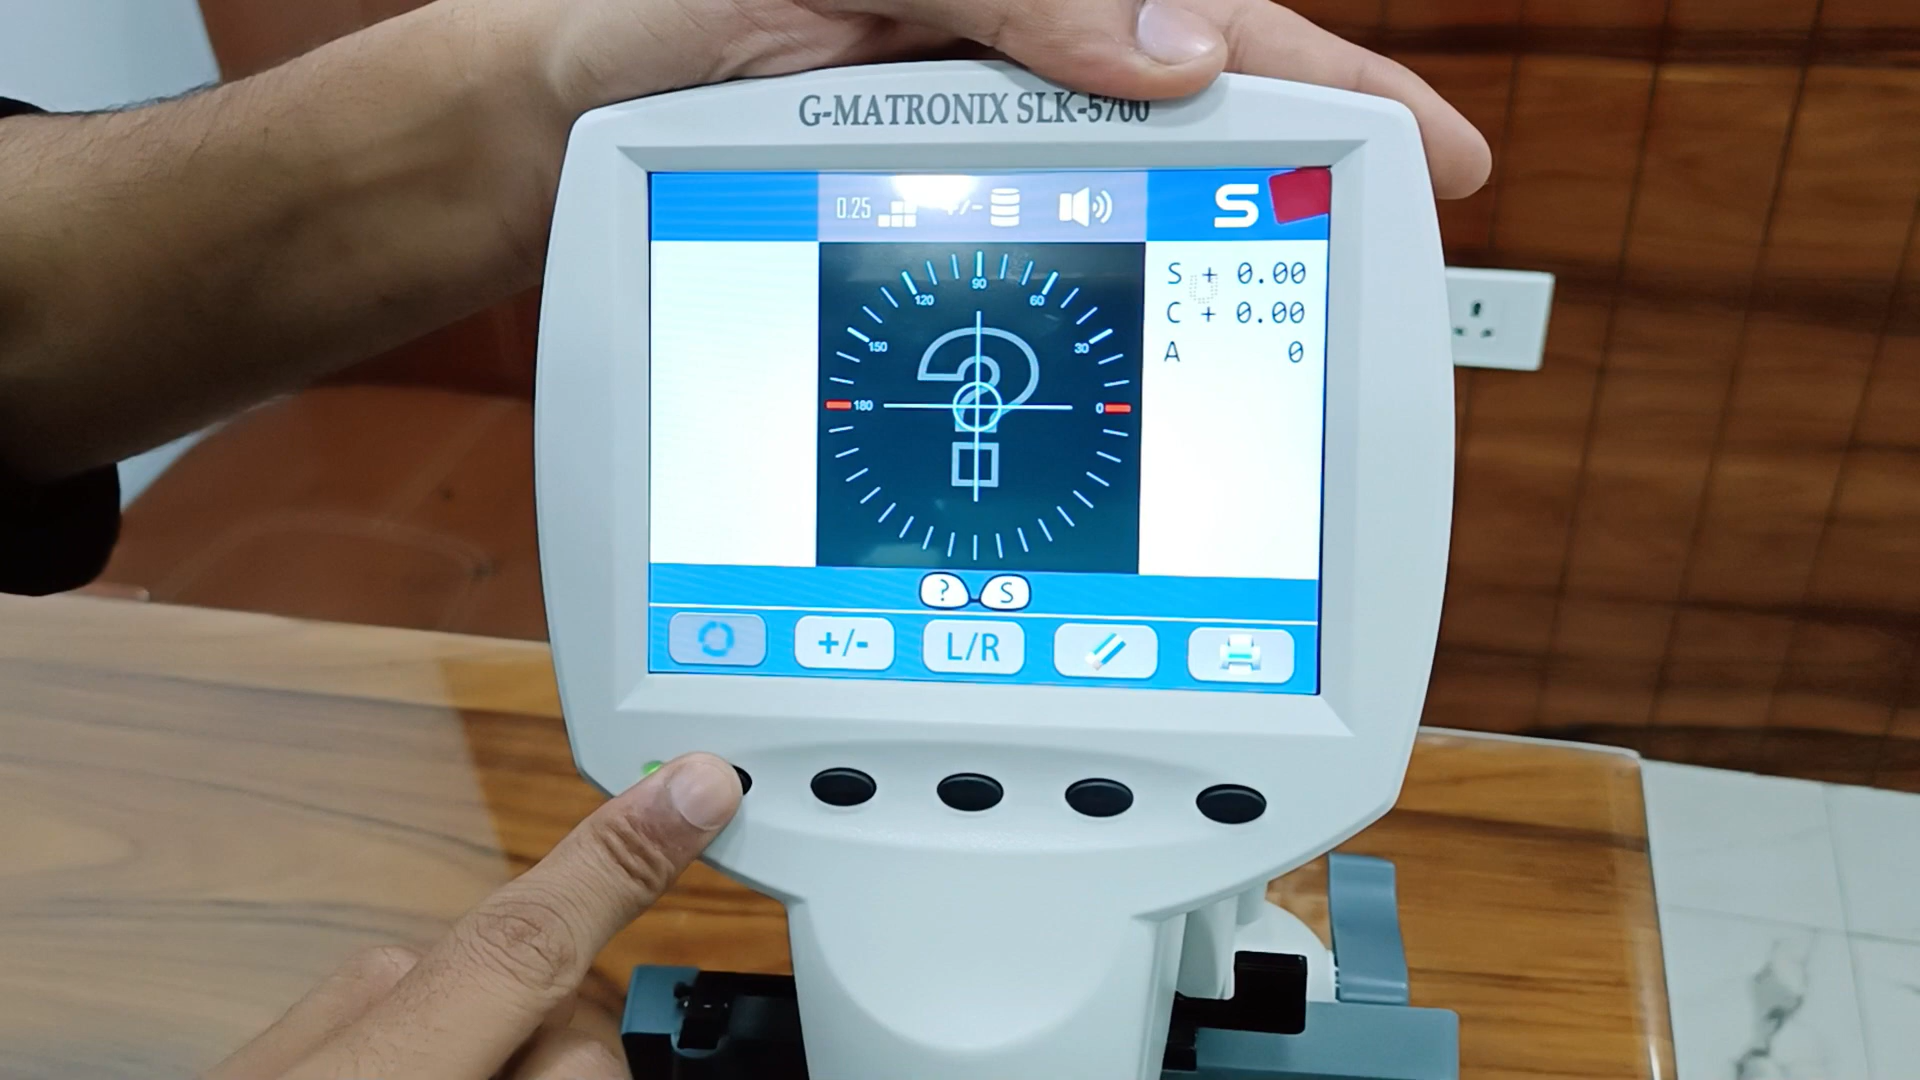 G-MATRONIX SLK-5700
0.25 +/- S
S + 0.00
C + 0.00
A 0
90
120 60
150 30
180 0
?
? S
+/- L/R